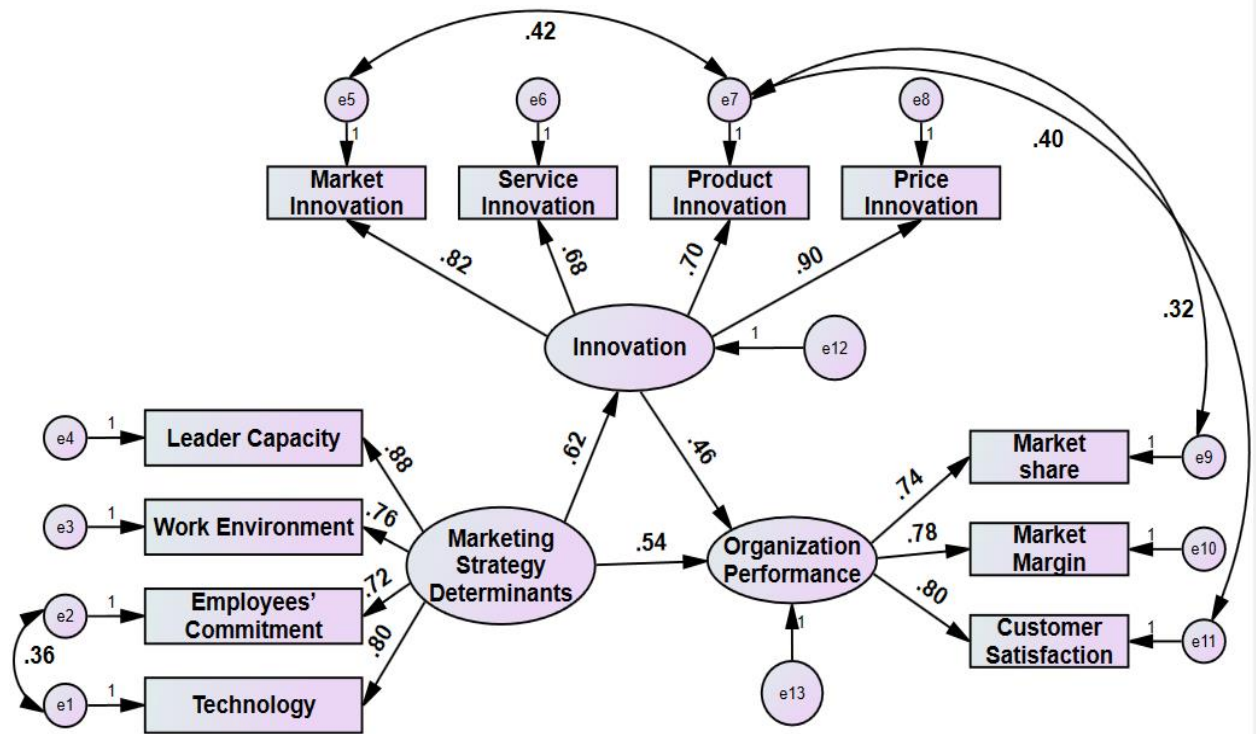 .42
e5
e6
e7
e8
1
1
1
1
.40
Market
Innovation
Service
Innovation
Product
Innovation
Price
Innovation
.82
.68
.70
.90
.32
Innovation
1
e12
e4
1
Leader Capacity
.88
.62
.46
Market
share
1
e9
.74
e3
1
Work Environment
.76
Marketing
Strategy
Determinants
.54
Organization
Performance
.78
Market
Margin
1
e10
e2
1
Employees'
Commitment
.72
.80
Customer
Satisfaction
1
e11
.36
.80
1
e1
1
Technology
e13